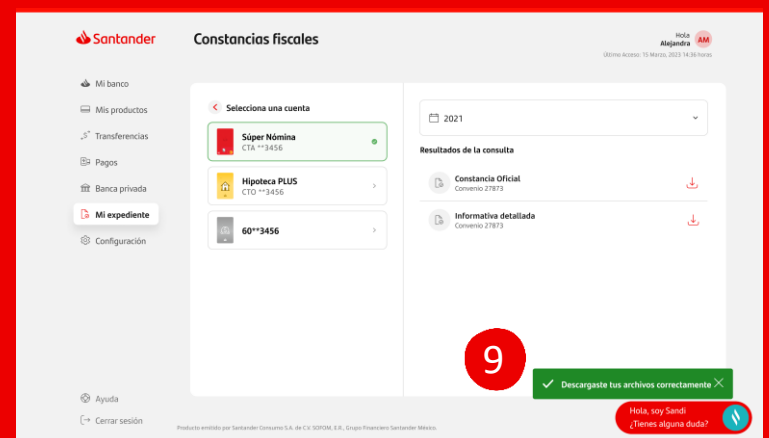 Santander
Constancias fiscales
Hola
Alejandra
AM
Último Acceso: 15 Marzo, 2023 14:36 horas
Mi banco
Mis productos
Transferencias
Pagos
Banca privada
Mi expediente
Configuración
Ayuda
Cerrar sesión
Selecciona una cuenta
Súper Nómina
CTA **3456
Hipoteca PLUS
CTO **3456
60**3456
2021
Resultados de la consulta
Constancia Oficial
Convenio 27873
Informativa detallada
Convenio 27873
9
Descargaste tus archivos correctamente
Hola, soy Sandi
¿Tienes alguna duda?
Producto emitido por Santander Consumo S.A. de C.V. SOFOM, E.R., Grupo Financiero Santander México.